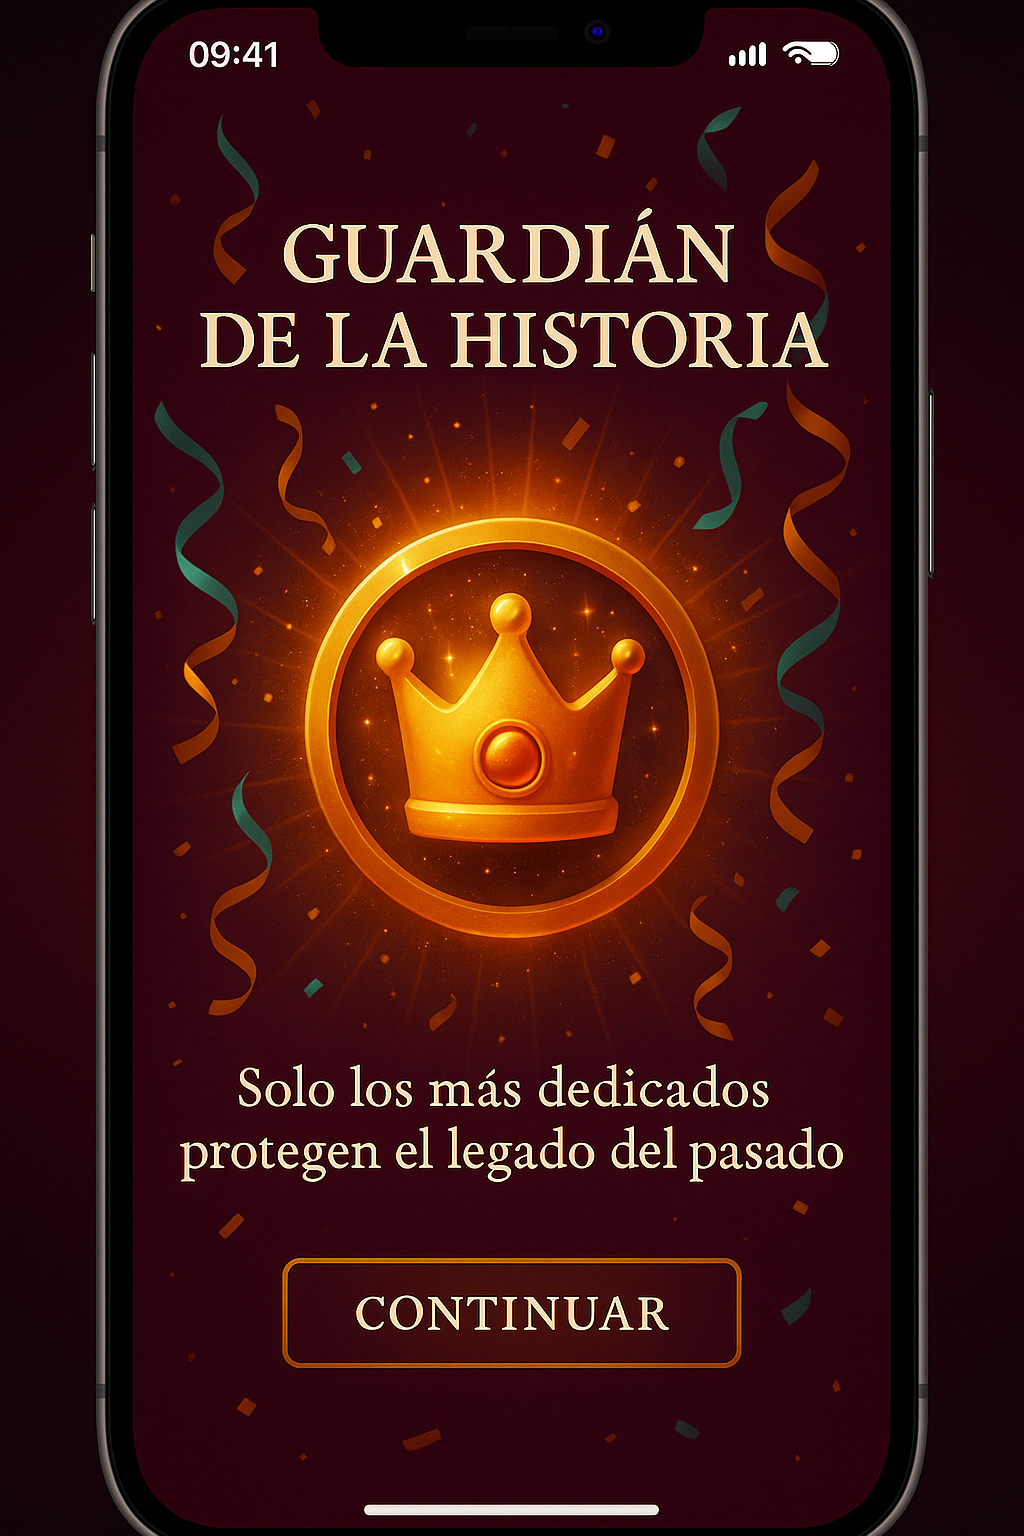 09:41
GUARDIÁN
DE LA HISTORIA
Solo los más dedicados
protegen el legado del pasado
CONTINUAR